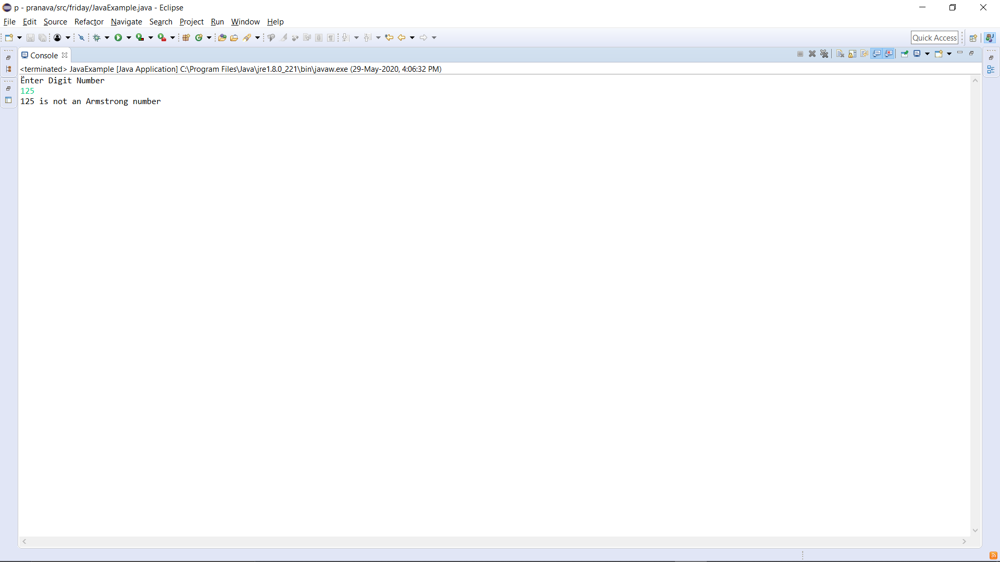 p - pranava/src/friday/JavaExample.java - Eclipse
File Edit Source Refactor Navigate Search Project Run Window Help
Quick Access
Console
<terminated> JavaExample [Java Application] C:\Program Files\Java\jre1.8.0_221\bin\javaw.exe (29-May-2020, 4:06:32 PM)
Enter Digit Number
125
125 is not an Armstrong number